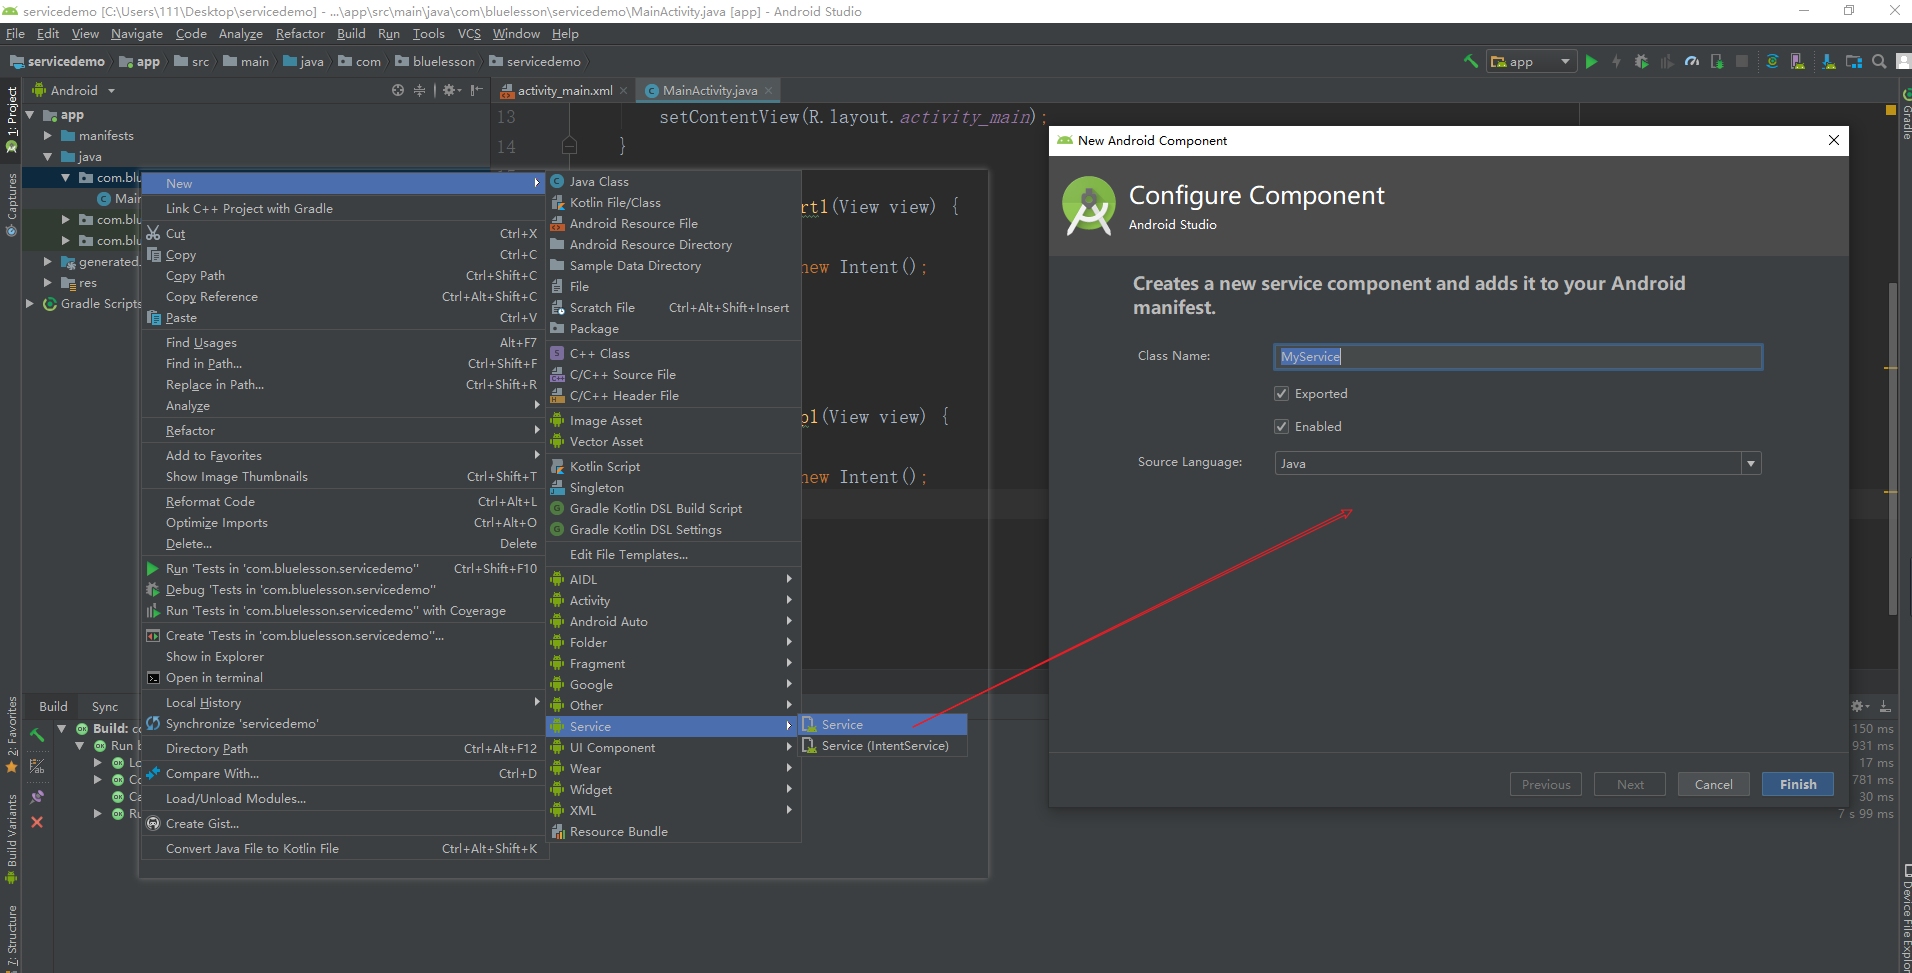 servicedemo [C:\Users\111\Desktop\servicedemo] - ...\app\src\main\java\com\bluelesson\servicedemo\MainActivity.java [app] - Android Studio
File Edit View Navigate Code Analyze Refactor Build Run Tools VCS Window Help
servicedemo app src main java com bluelesson servicedemo
app
Android
activity_main.xml MainActivity.java
1: Project
Captures
2: Favorites
Build Variants
7: Structure
Gradle
app
manifests
java
com.blu
Main
com.blu
com.blu
generated
res
Gradle Scripts
13 setContentView(R.layout.activity_main);
14 }
rt1(View view) {
new Intent();
p1(View view) {
new Intent();
New
Link C++ Project with Gradle
Cut Ctrl+X
Copy Ctrl+C
Copy Path Ctrl+Shift+C
Copy Reference Ctrl+Alt+Shift+C
Paste Ctrl+V
Find Usages Alt+F7
Find in Path... Ctrl+Shift+F
Replace in Path... Ctrl+Shift+R
Analyze
Refactor
Add to Favorites
Show Image Thumbnails Ctrl+Shift+T
Reformat Code Ctrl+Alt+L
Optimize Imports Ctrl+Alt+O
Delete... Delete
Run 'Tests in 'com.bluelesson.servicedemo'' Ctrl+Shift+F10
Debug 'Tests in 'com.bluelesson.servicedemo''
Run 'Tests in 'com.bluelesson.servicedemo'' with Coverage
Create 'Tests in 'com.bluelesson.servicedemo''...
Show in Explorer
Open in terminal
Local History
Synchronize 'servicedemo'
Directory Path Ctrl+Alt+F12
Compare With... Ctrl+D
Load/Unload Modules...
Create Gist...
Convert Java File to Kotlin File Ctrl+Alt+Shift+K
Java Class
Kotlin File/Class
Android Resource File
Android Resource Directory
Sample Data Directory
File
Scratch File Ctrl+Alt+Shift+Insert
Package
C++ Class
C/C++ Source File
C/C++ Header File
Image Asset
Vector Asset
Kotlin Script
Singleton
Gradle Kotlin DSL Build Script
Gradle Kotlin DSL Settings
Edit File Templates...
AIDL
Activity
Android Auto
Folder
Fragment
Google
Other
Service
UI Component
Wear
Widget
XML
Resource Bundle
Service
Service (IntentService)
New Android Component
Configure Component
Android Studio
Creates a new service component and adds it to your Android
manifest.
Class Name: MyService
Exported
Enabled
Source Language: Java
Previous Next Cancel Finish
Build Sync
Build: co
Run b
Lo
Co
Ca
Ru
150 ms
931 ms
17 ms
781 ms
30 ms
7 s 99 ms
Device File Explor